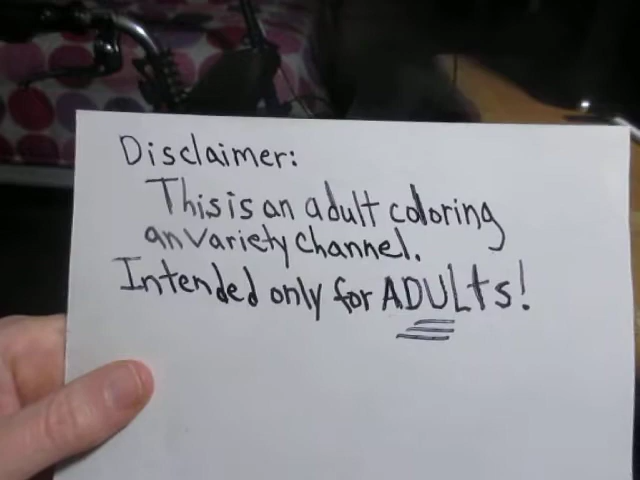 Disclaimer:
This is an adult coloring
an variety channel.
Intended only for ADULts!